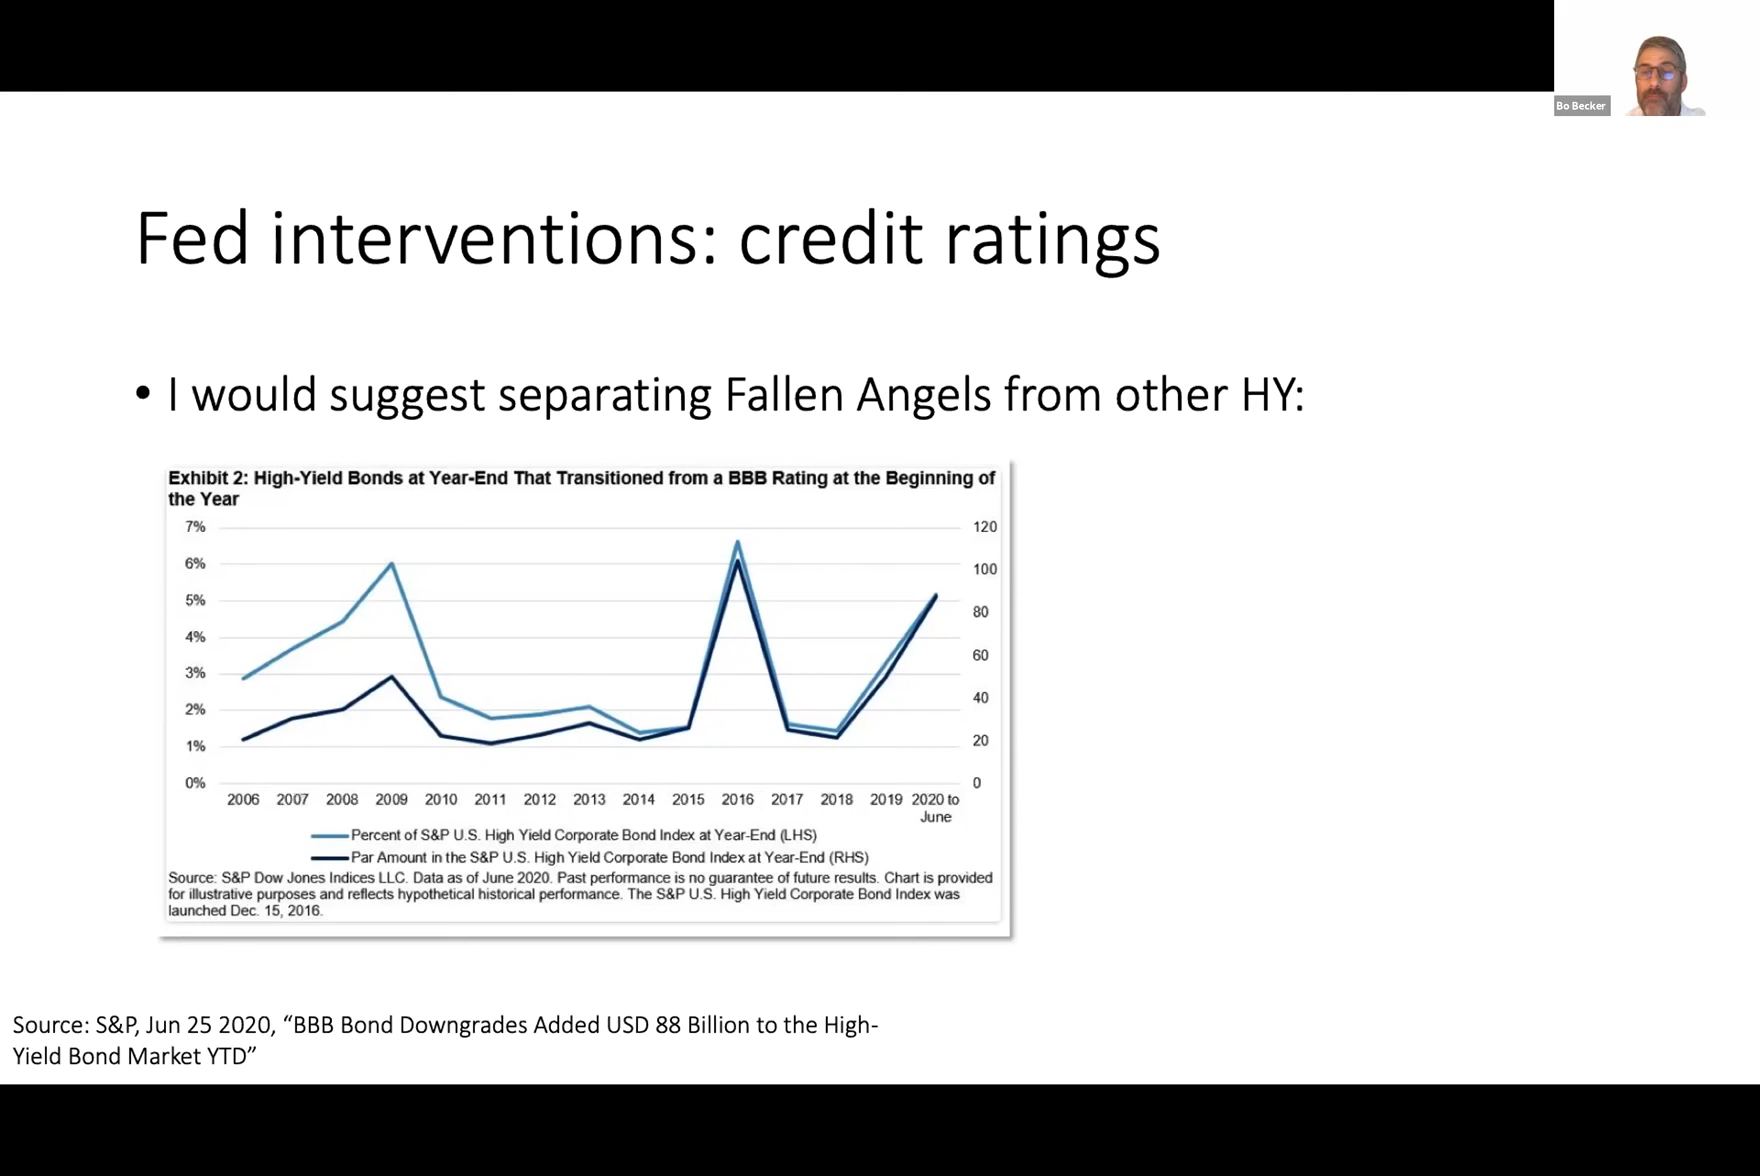 Bo Becker
Fed interventions: credit ratings
• I would suggest separating Fallen Angels from other HY:
Exhibit 2: High-Yield Bonds at Year-End That Transitioned from a BBB Rating at the Beginning of
the Year
7%
6%
5%
4%
3%
2%
1%
0%
120
100
80
60
40
20
0
2006 2007 2008 2009 2010 2011 2012 2013 2014 2015 2016 2017 2018 2019 2020 to
June
Percent of S&P U.S. High Yield Corporate Bond Index at Year-End (LHS)
Par Amount in the S&P U.S. High Yield Corporate Bond Index at Year-End (RHS)
Source: S&P Dow Jones Indices LLC. Data as of June 2020. Past performance is no guarantee of future results. Chart is provided
for illustrative purposes and reflects hypothetical historical performance. The S&P U.S. High Yield Corporate Bond Index was
launched Dec. 15, 2016.
Source: S&P, Jun 25 2020, “BBB Bond Downgrades Added USD 88 Billion to the High-
Yield Bond Market YTD”